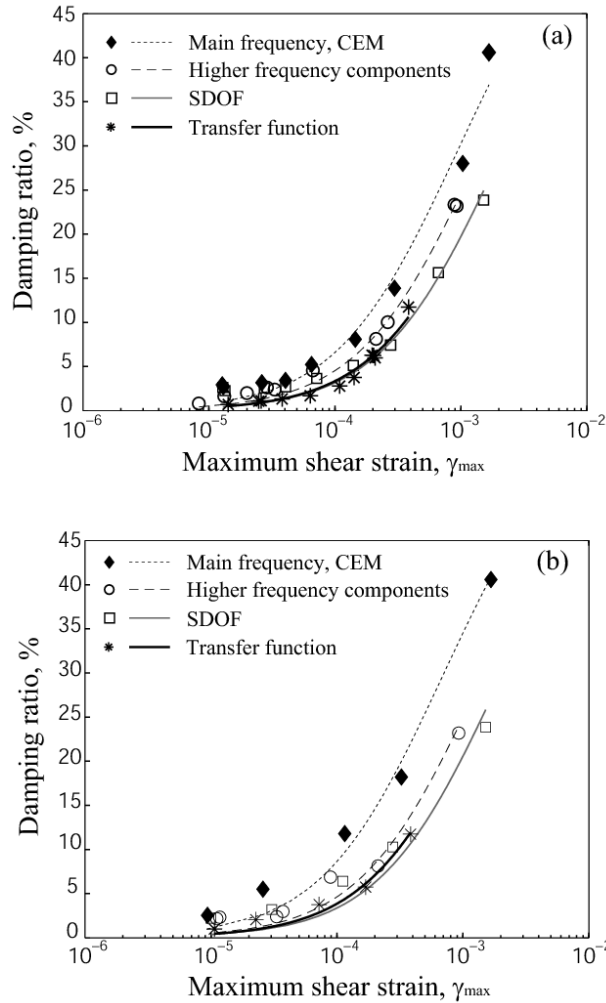 45
40
35
30
25
20
15
10
5
0
Damping ratio, %
(a)
Main frequency, CEM
Higher frequency components
SDOF
Transfer function
10⁻⁶ 10⁻⁵ 10⁻⁴ 10⁻³ 10⁻²
Maximum shear strain, γmax
45
40
35
30
25
20
15
10
5
0
Damping ratio, %
(b)
Main frequency, CEM
Higher frequency components
SDOF
Transfer function
10⁻⁶ 10⁻⁵ 10⁻⁴ 10⁻³ 10⁻²
Maximum shear strain, γmax